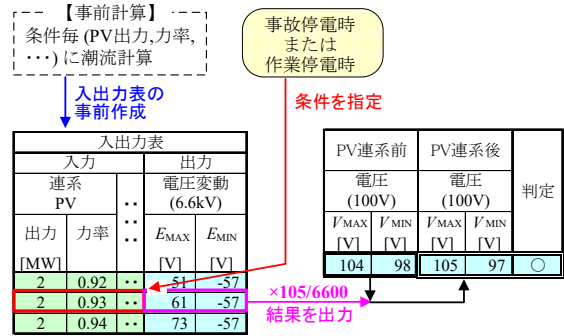 【事前計算】
条件毎 (PV出力,力率,
・・・) に潮流計算
事故停電時
または
作業停電時
入出力表の
事前作成
条件を指定
入出力表
入力 出力
連系
PV
‥
‥
‥
電圧変動
(6.6kV)
出力
[MW]
力率
EMAX
[V]
EMIN
[V]
2 0.92 ‥ 51 -57
2 0.93 ‥ 61 -57
2 0.94 ‥ 73 -57
×105/6600
結果を出力
PV連系前 PV連系後 判定
電圧
(100V)
電圧
(100V)
VMAX VMIN VMAX VMIN
[V] [V] [V] [V]
104 98 105 97 ○